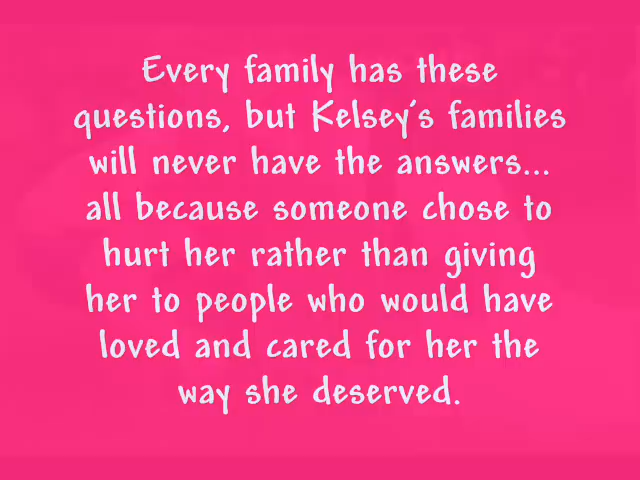 Every family has these
questions, but Kelsey's families
will never have the answers...
all because someone chose to
hurt her rather than giving
her to people who would have
loved and cared for her the
way she deserved.